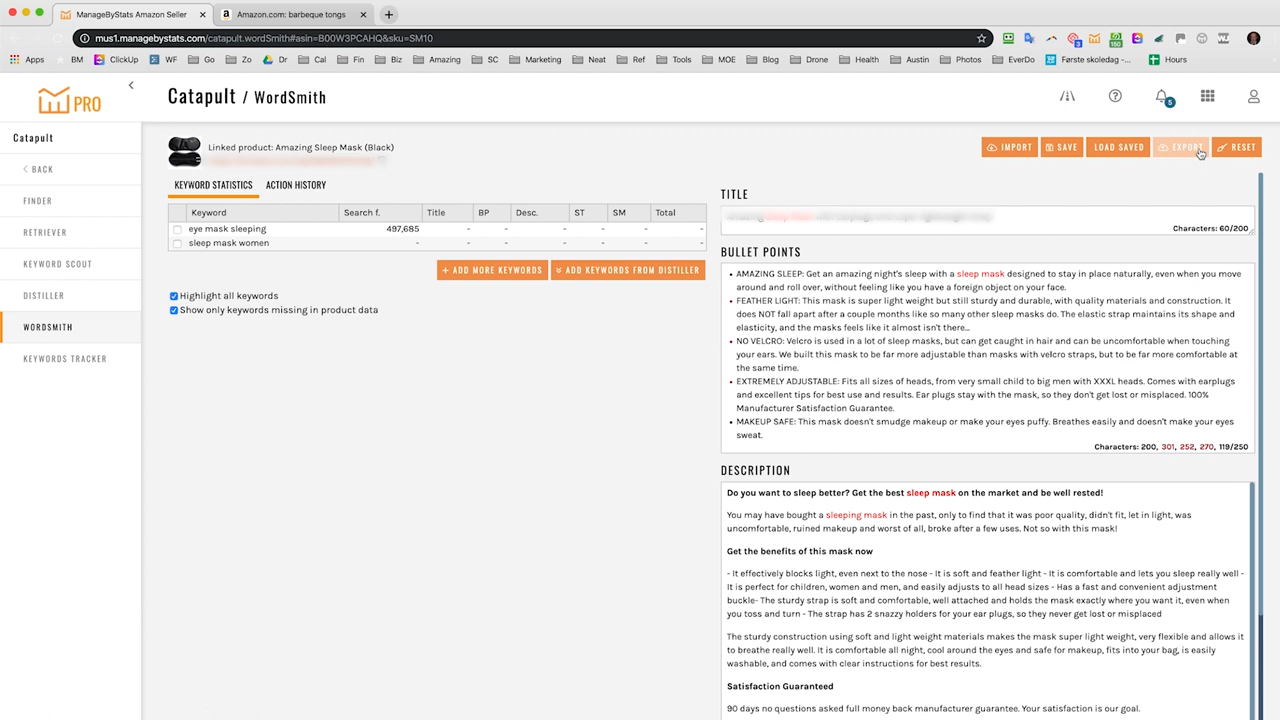 ManageByStats Amazon Seller
Amazon.com: barbeque tongs
mus1.managebystats.com/catapult.wordSmith#asin=B00W3PCAHQ&sku=SM10
Apps BM ClickUp WF Go Zo Dr Cal Fin Biz Amazing SC Marketing Neat Ref Tools MOE Blog Drone Health Austin Photos EverDo Første skoledag -... Hours
PRO
Catapult / WordSmith
5
Catapult
BACK
FINDER
RETRIEVER
KEYWORD SCOUT
DISTILLER
WORDSMITH
KEYWORDS TRACKER
Linked product: Amazing Sleep Mask (Black)
IMPORT SAVE LOAD SAVED EXPORT RESET
KEYWORD STATISTICS ACTION HISTORY
Keyword Search f. Title BP Desc. ST SM Total
eye mask sleeping 497,685 - - - - - -
sleep mask women - - - - - - -
+ ADD MORE KEYWORDS ADD KEYWORDS FROM DISTILLER
Highlight all keywords
Show only keywords missing in product data
TITLE
Characters: 60/200
BULLET POINTS
• AMAZING SLEEP: Get an amazing night's sleep with a sleep mask designed to stay in place naturally, even when you move
around and roll over, without feeling like you have a foreign object on your face.
• FEATHER LIGHT: This mask is super light weight but still sturdy and durable, with quality materials and construction. It
does NOT fall apart after a couple months like so many other sleep masks do. The elastic strap maintains its shape and
elasticity, and the masks feels like it almost isn't there...
• NO VELCRO: Velcro is used in a lot of sleep masks, but can get caught in hair and can be uncomfortable when touching
your ears. We built this mask to be far more adjustable than masks with velcro straps, but to be far more comfortable at
the same time.
• EXTREMELY ADJUSTABLE: Fits all sizes of heads, from very small child to big men with XXXL heads. Comes with earplugs
and excellent tips for best use and results. Ear plugs stay with the mask, so they don't get lost or misplaced. 100%
Manufacturer Satisfaction Guarantee.
• MAKEUP SAFE: This mask doesn't smudge makeup or make your eyes puffy. Breathes easily and doesn't make your eyes
sweat.
Characters: 200, 301, 252, 270, 119/250
DESCRIPTION
Do you want to sleep better? Get the best sleep mask on the market and be well rested!
You may have bought a sleeping mask in the past, only to find that it was poor quality, didn't fit, let in light, was
uncomfortable, ruined makeup and worst of all, broke after a few uses. Not so with this mask!
Get the benefits of this mask now
- It effectively blocks light, even next to the nose - It is soft and feather light - It is comfortable and lets you sleep really well -
It is perfect for children, women and men, and easily adjusts to all head sizes - Has a fast and convenient adjustment
buckle- The sturdy strap is soft and comfortable, well attached and holds the mask exactly where you want it, even when
you toss and turn - The strap has 2 snazzy holders for your ear plugs, so they never get lost or misplaced
The sturdy construction using soft and light weight materials makes the mask super light weight, very flexible and allows it
to breathe really well. It is comfortable all night, cool around the eyes and safe for makeup, fits into your bag, is easily
washable, and comes with clear instructions for best results.
Satisfaction Guaranteed
90 days no questions asked full money back manufacturer guarantee. Your satisfaction is our goal.